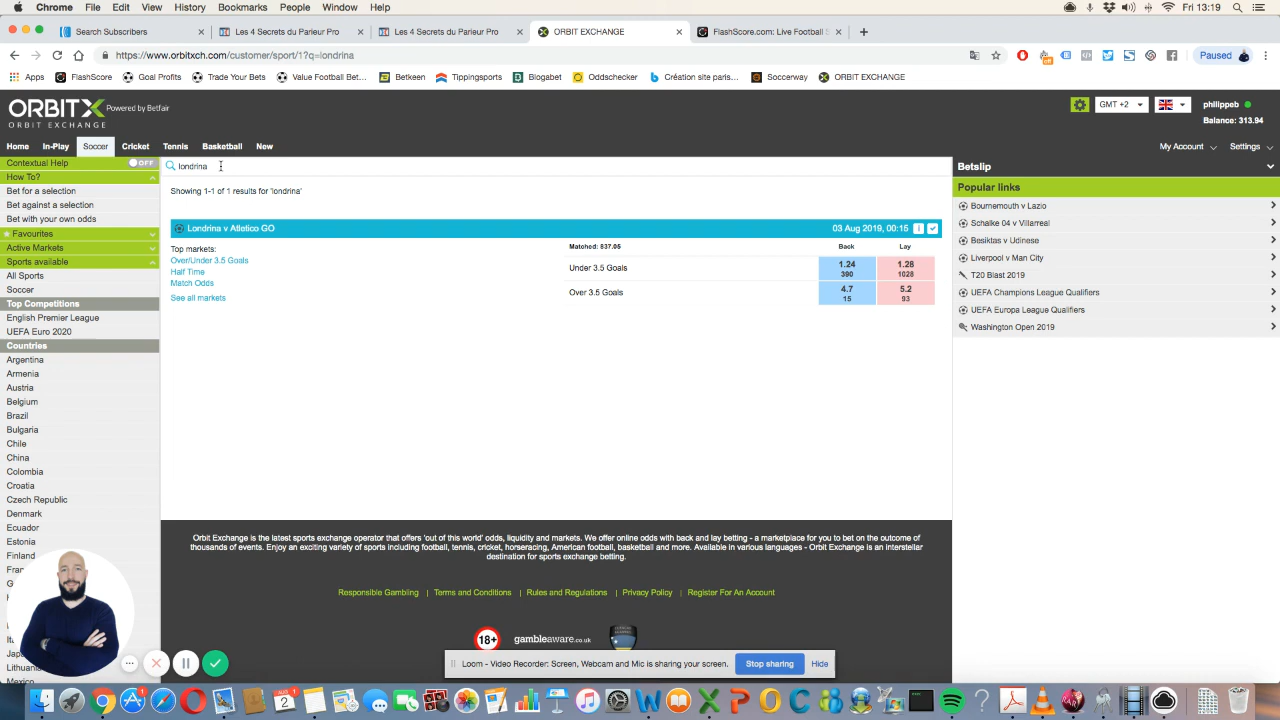 Chrome File Edit View History Bookmarks People Window Help Fri 13:19
Search Subscribers Les 4 Secrets du Parieur Pro Les 4 Secrets du Parieur Pro ORBIT EXCHANGE FlashScore.com: Live Football S
https://www.orbitxch.com/customer/sport/1?q=londrina Paused
Apps FlashScore Goal Profits Trade Your Bets Value Football Bet... Betkeen Tippingsports Blogabet Oddschecker Création site paris... Soccerway ORBIT EXCHANGE
ORBITX Powered by Betfair
ORBIT EXCHANGE
GMT +2
philippeb
Balance: 313.94
Home In-Play Soccer Cricket Tennis Basketball New My Account Settings
Contextual Help OFF
How To?
Bet for a selection
Bet against a selection
Bet with your own odds
Favourites
Active Markets
Sports available
All Sports
Soccer
Top Competitions
English Premier League
UEFA Euro 2020
Countries
Argentina
Armenia
Austria
Belgium
Brazil
Bulgaria
Chile
China
Colombia
Croatia
Czech Republic
Denmark
Ecuador
Estonia
Finland
Lithuania
londrina
Showing 1-1 of 1 results for 'londrina'
Londrina v Atletico GO 03 Aug 2019, 00:15 i
Top markets:
Over/Under 3.5 Goals
Half Time
Match Odds
See all markets
Matched: 837.05 Back Lay
Under 3.5 Goals 1.24 390 1.28 1028
Over 3.5 Goals 4.7 15 5.2 93
Betslip
Popular links
Bournemouth v Lazio
Schalke 04 v Villarreal
Besiktas v Udinese
Liverpool v Man City
T20 Blast 2019
UEFA Champions League Qualifiers
UEFA Europa League Qualifiers
Washington Open 2019
Orbit Exchange is the latest sports exchange operator that offers 'out of this world' odds, liquidity and markets. We offer online odds with back and lay betting - a marketplace for you to bet on the outcome of
thousands of events. Enjoy an exciting variety of sports including football, tennis, cricket, horseracing, American football, basketball and more. Available in various languages - Orbit Exchange is an interstellar
destination for sports exchange betting.
Responsible Gambling | Terms and Conditions | Rules and Regulations | Privacy Policy | Register For An Account
18+ gambleaware.co.uk
Loom - Video Recorder: Screen, Webcam and Mic is sharing your screen. Stop sharing Hide